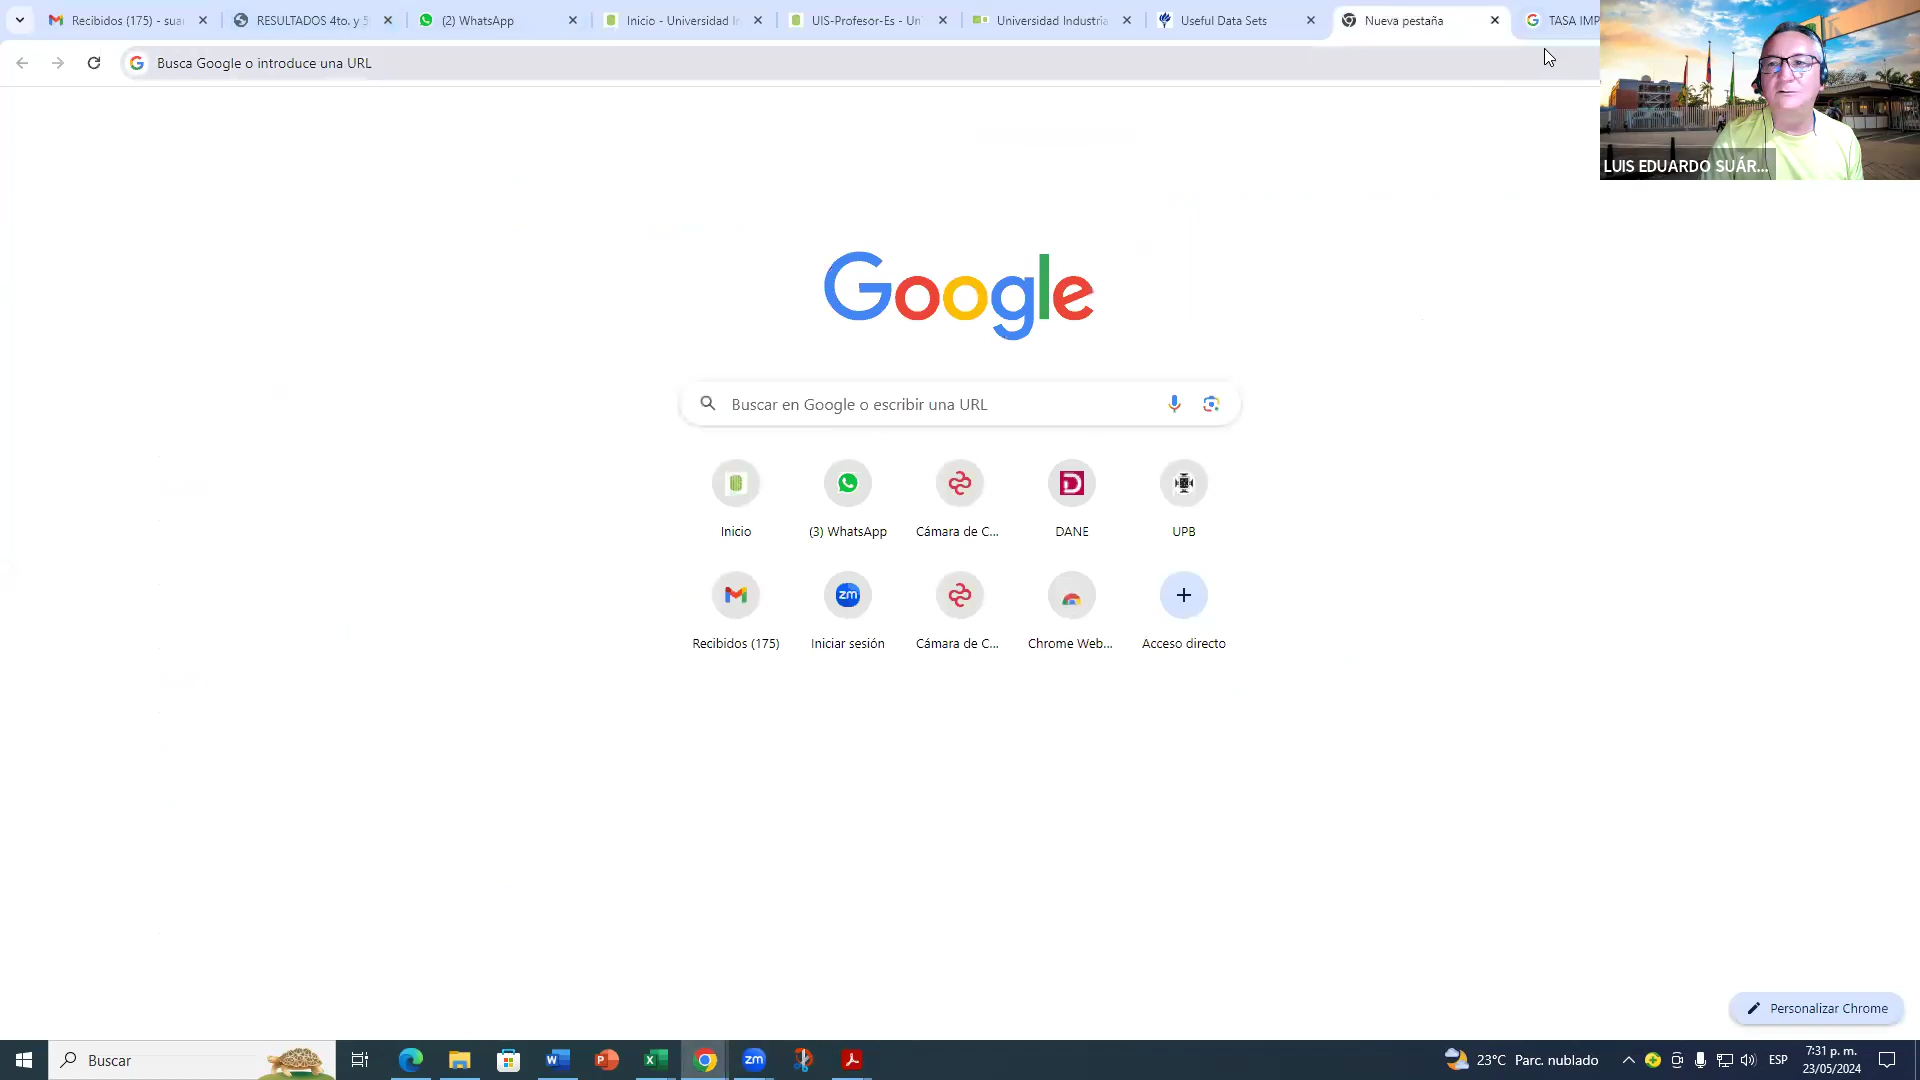 Recibidos (175) - sua
RESULTADOS 4to. y 5
(2) WhatsApp
Inicio - Universidad I
UIS-Profesor-Es - Un
Universidad Industria
Useful Data Sets
Nueva pestaña
TASA IMP
Busca Google o introduce una URL
LUIS EDUARDO SUÁR...
Google
Buscar en Google o escribir una URL
Inicio
(3) WhatsApp
Cámara de C...
DANE
UPB
zm
Recibidos (175)
Iniciar sesión
Cámara de C...
Chrome Web...
Acceso directo
Personalizar Chrome
Buscar
zm
23°C Parc. nublado
ESP
7:31 p. m.
23/05/2024